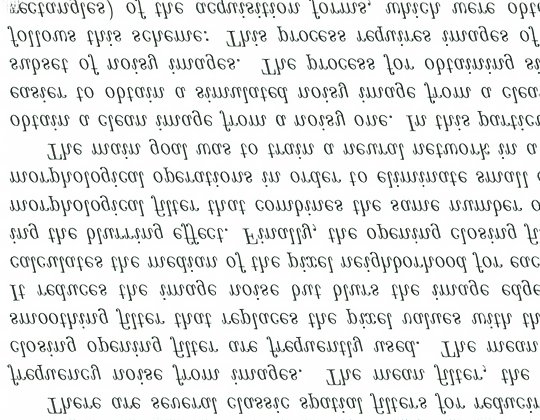 There are several classic spatial filters for reducin
frequency noise from images. The mean filter, the
closing opening filter are frequently used. The mean
smoothing filter that replaces the pixel values with th
It reduces the image noise but blurs the image edge
calculates the median of the pixel neighborhood for eac
ing the blurring effect. Finally, the opening closing fi
morphological filter that combines the same number o
morphological operations in order to eliminate small
The main goal was to train a neural network in a
obtain a clean image from a noisy one. In this particu
easier to obtain a simulated noisy image from a clea
subset of noisy images. The process for obtaining si
follows this scheme: This process requires images of
rectangles) of the acquisition forms, which were obt